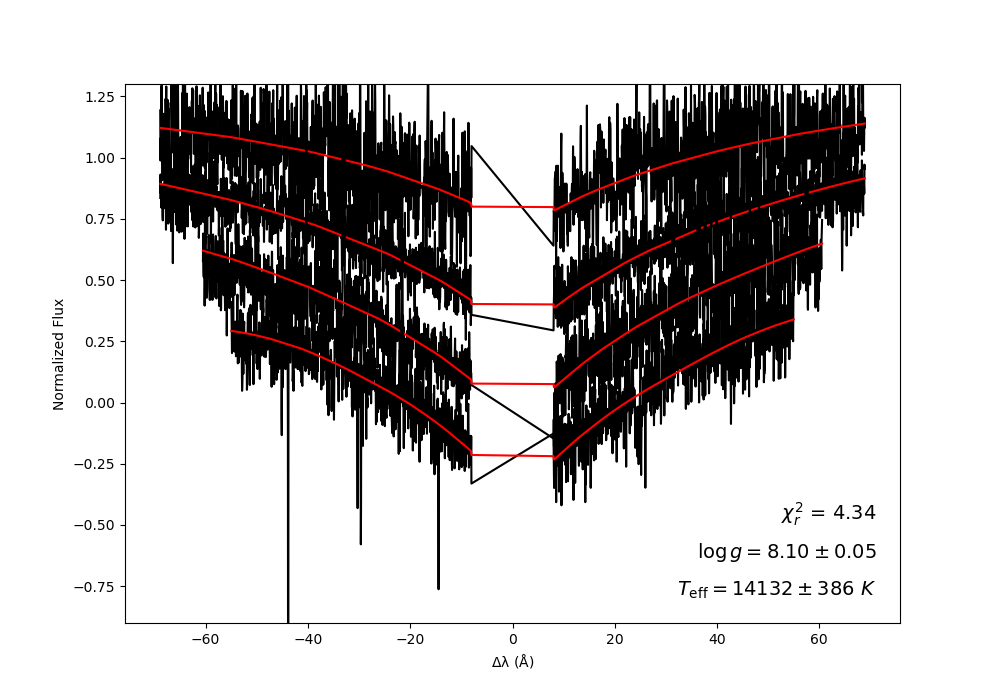 1.25
1.00
0.75
0.50
0.25
0.00
−0.25
−0.50
−0.75
Normalized Flux
χ²ᵣ = 4.34
log g = 8.10 ± 0.05
T_eff = 14132 ± 386 K
−60 −40 −20 0 20 40 60
Δλ (Å)